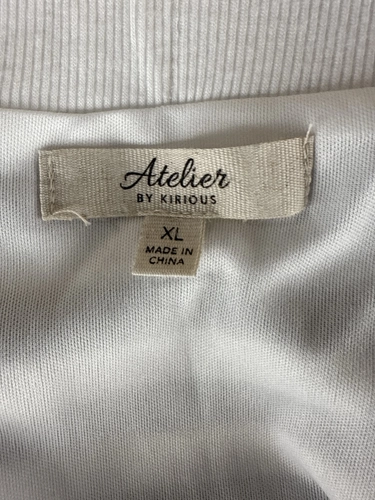 Atelier
BY KIRIOUS
XL
MADE IN
CHINA